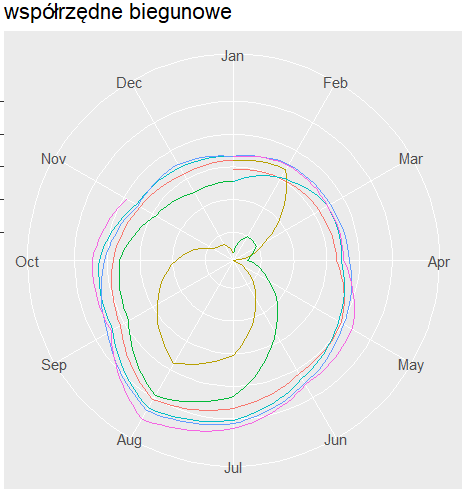 współrzędne biegunowe
Jan
Dec
Feb
Nov
Mar
Oct
Apr
Sep
May
Aug
Jun
Jul